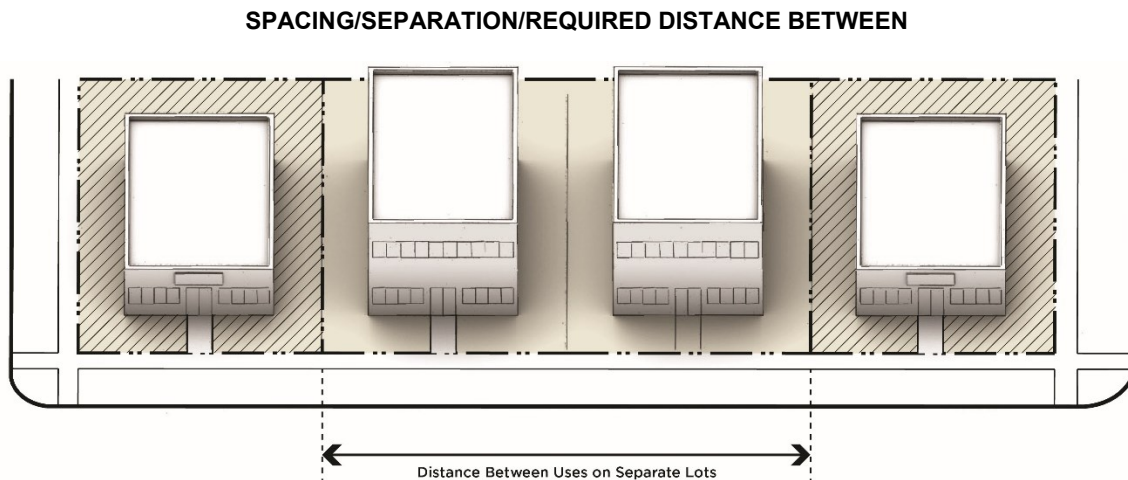 SPACING/SEPARATION/REQUIRED DISTANCE BETWEEN
Distance Between Uses on Separate Lots